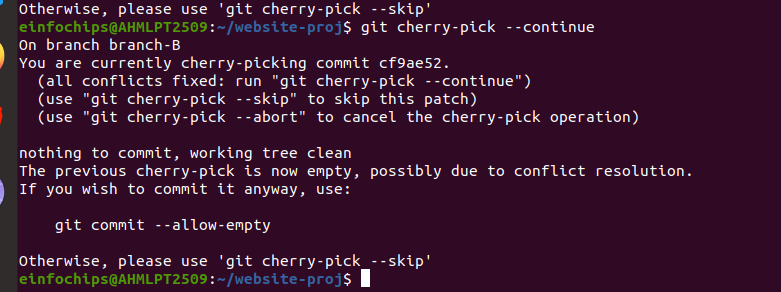 Otherwise, please use 'git cherry-pick --skip'
einfochips@AHMLPT2509:~/website-proj$ git cherry-pick --continue
On branch branch-B
You are currently cherry-picking commit cf9ae52.
  (all conflicts fixed: run "git cherry-pick --continue")
  (use "git cherry-pick --skip" to skip this patch)
  (use "git cherry-pick --abort" to cancel the cherry-pick operation)

nothing to commit, working tree clean
The previous cherry-pick is now empty, possibly due to conflict resolution.
If you wish to commit it anyway, use:

    git commit --allow-empty

Otherwise, please use 'git cherry-pick --skip'
einfochips@AHMLPT2509:~/website-proj$